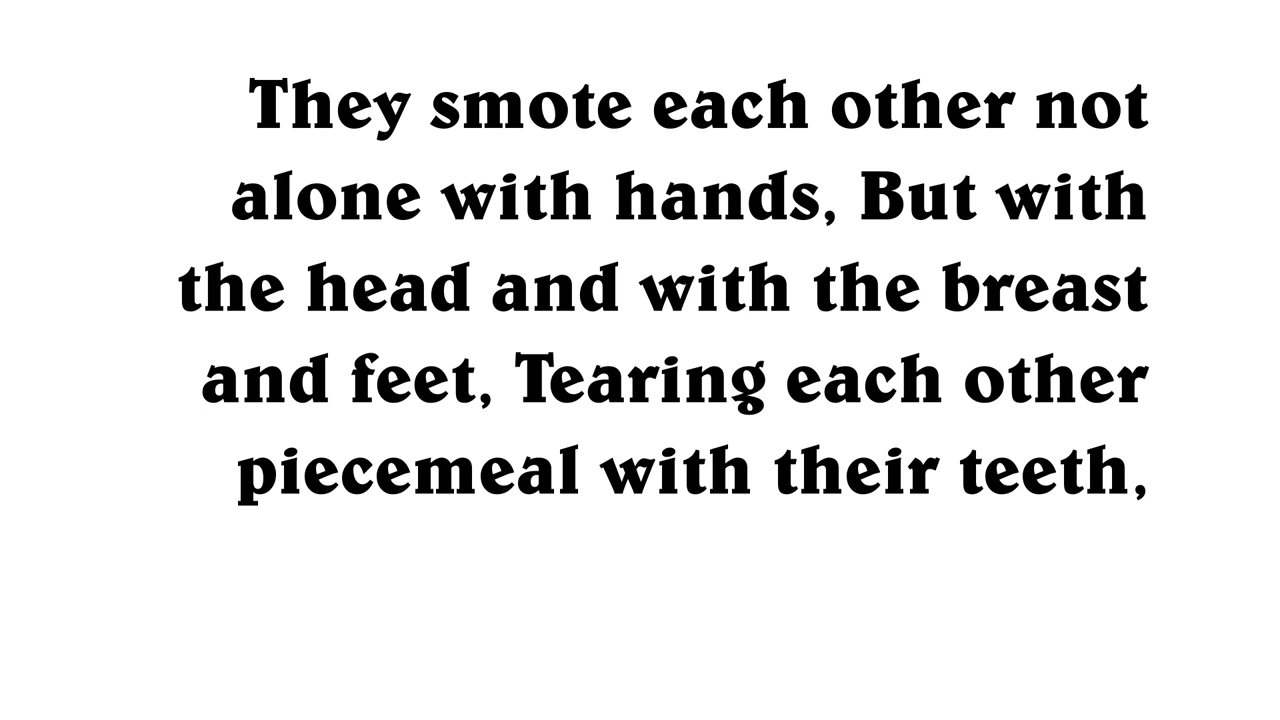 They smote each other not
alone with hands, But with
the head and with the breast
and feet, Tearing each other
piecemeal with their teeth,